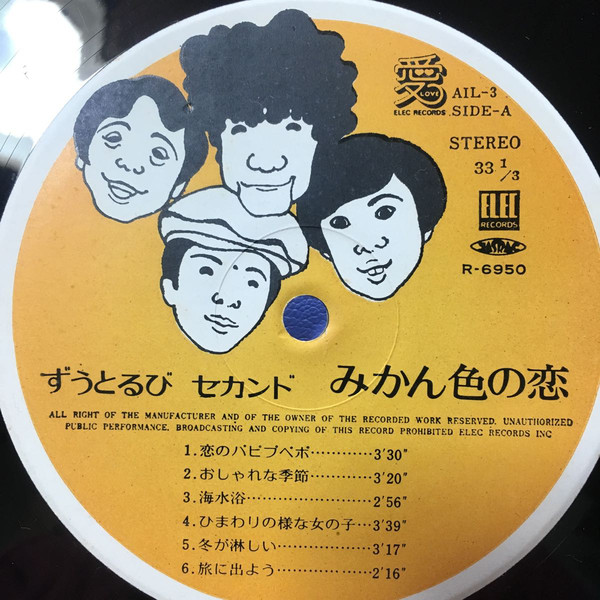 愛
LOVE
ELEC RECORDS
AIL-3
SIDE-A
STEREO
33 1/3
ELEC
RECORDS
JASRAC
R-6950
ずうとるび セカンド みかん色の恋
ALL RIGHT OF THE MANUFACTURER AND OF THE OWNER OF THE RECORDED WORK RESERVED. UNAUTHORIZED
PUBLIC PERFORMANCE. BROADCASTING AND COPYING OF THIS RECORD PROHIBITED ELEC RECORDS INC
1.恋のパピプペポ…………3'30"
2.おしゃれな季節…………3'20"
3.海水浴……………………2'56"
4.ひまわりの様な女の子…3'39"
5.冬が淋しい………………3'17"
6.旅に出よう………………2'16"